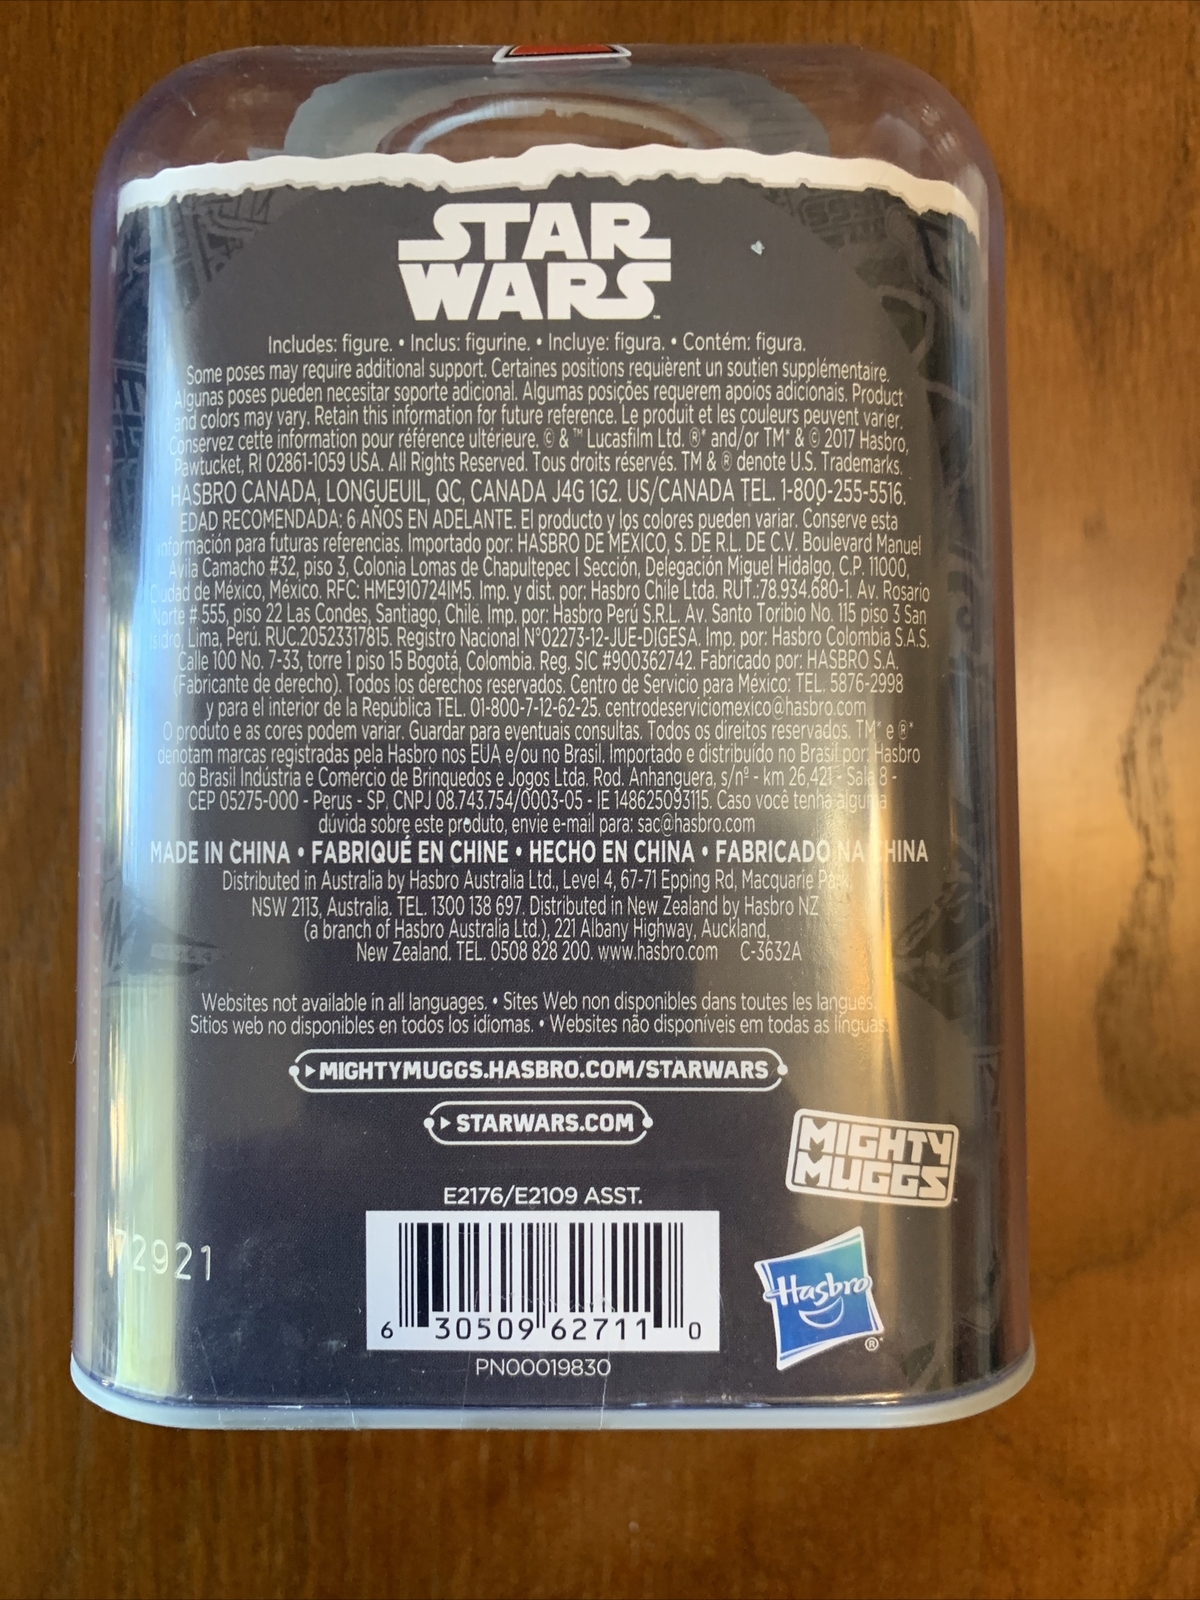 STAR
WARS
Includes: figure. • Inclus: figurine. • Incluye: figura. • Contém: figura.
Some poses may require additional support. Certaines positions requièrent un soutien supplémentaire.
Algunas poses pueden necesitar soporte adicional. Algumas posições requerem apoios adicionais. Product
and colors may vary. Retain this information for future reference. Le produit et les couleurs peuvent varier.
Conservez cette information pour référence ultérieure. © & ™ Lucasfilm Ltd. ®* and/or TM* & © 2017 Hasbro,
Pawtucket, RI 02861-1059 USA. All Rights Reserved. Tous droits réservés. TM & ® denote U.S. Trademarks.
HASBRO CANADA, LONGUEUIL, QC, CANADA J4G 1G2. US/CANADA TEL. 1-800-255-5516.
EDAD RECOMENDADA: 6 AÑOS EN ADELANTE. El producto y los colores pueden variar. Conserve esta
información para futuras referencias. Importado por: HASBRO DE MÉXICO, S. DE R.L. DE C.V. Boulevard Manuel
Ávila Camacho #32, piso 3, Colonia Lomas de Chapultepec I Sección, Delegación Miguel Hidalgo, C.P. 11000,
Ciudad de México, México. RFC: HME910724IM5. Imp. y dist. por: Hasbro Chile Ltda. RUT.:78.934.680-1. Av. Rosario
Norte # 555, piso 22 Las Condes, Santiago, Chile. Imp. por: Hasbro Perú S.R.L. Av. Santo Toribio No. 115 piso 3 San
Isidro, Lima, Perú. RUC.20523317815. Registro Nacional N°02273-12-JUE-DIGESA. Imp. por: Hasbro Colombia S.A.S.
Calle 100 No. 7-33, torre 1 piso 15 Bogotá, Colombia. Reg. SIC #900362742. Fabricado por: HASBRO S.A.
(Fabricante de derecho). Todos los derechos reservados. Centro de Servicio para México: TEL. 5876-2998
y para el interior de la República TEL. 01-800-7-12-62-25. centrodeserviciomexico@hasbro.com
O produto e as cores podem variar. Guardar para eventuais consultas. Todos os direitos reservados. TM* e ®*
denotam marcas registradas pela Hasbro nos EUA e/ou no Brasil. Importado e distribuído no Brasil por: Hasbro
do Brasil Indústria e Comércio de Brinquedos e Jogos Ltda. Rod. Anhanguera, s/nº - km 26,421 - Sala 8 -
CEP 05275-000 - Perus - SP, CNPJ 08.743.754/0003-05 - IE 148625093115. Caso você tenha alguma
dúvida sobre este produto, envie e-mail para: sac@hasbro.com
MADE IN CHINA • FABRIQUÉ EN CHINE • HECHO EN CHINA • FABRICADO NA CHINA
Distributed in Australia by Hasbro Australia Ltd., Level 4, 67-71 Epping Rd, Macquarie Park,
NSW 2113, Australia. TEL. 1300 138 697. Distributed in New Zealand by Hasbro NZ
(a branch of Hasbro Australia Ltd.), 221 Albany Highway, Auckland,
New Zealand. TEL. 0508 828 200. www.hasbro.com C-3632A
Websites not available in all languages. • Sites Web non disponibles dans toutes les langues.
Sitios web no disponibles en todos los idiomas. • Websites não disponíveis em todas as línguas.
MIGHTYMUGGS.HASBRO.COM/STARWARS
STARWARS.COM
MIGHTY
MUGGS
E2176/E2109 ASST.
72921
Hasbro
®
6 30509 62711 0
PN00019830